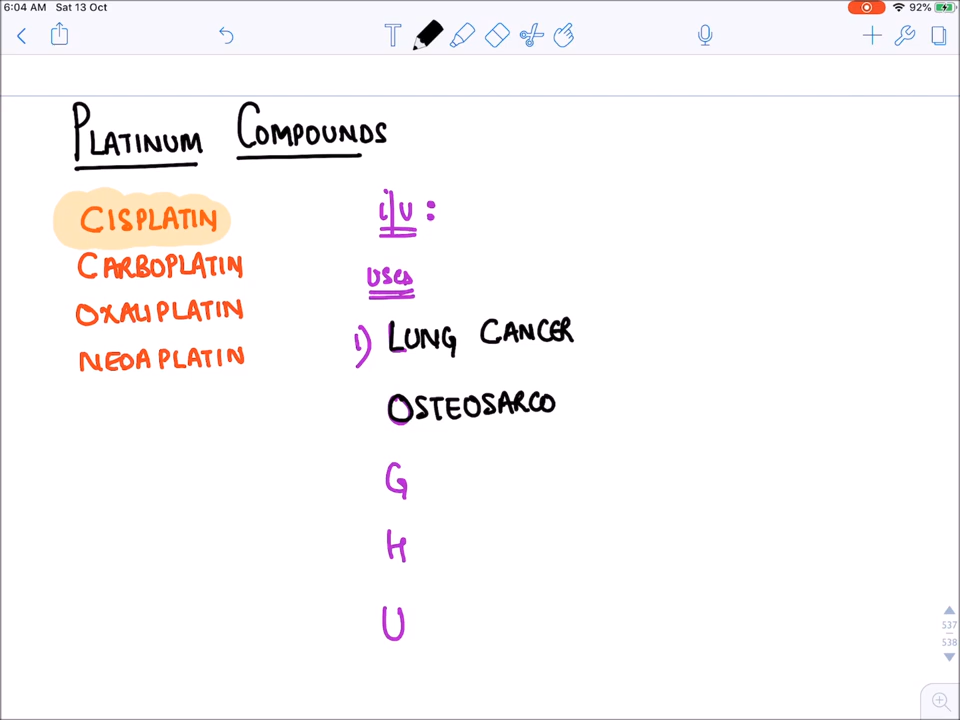 6:04 AM Sat 13 Oct 92%
T
PLATINUM COMPOUNDS
CISPLATIN
CARBOPLATIN
OXALIPLATIN
NEDAPLATIN
i|v :
USES
1) LUNG CANCER
OSTEOSARCO
G
H
U
537
538